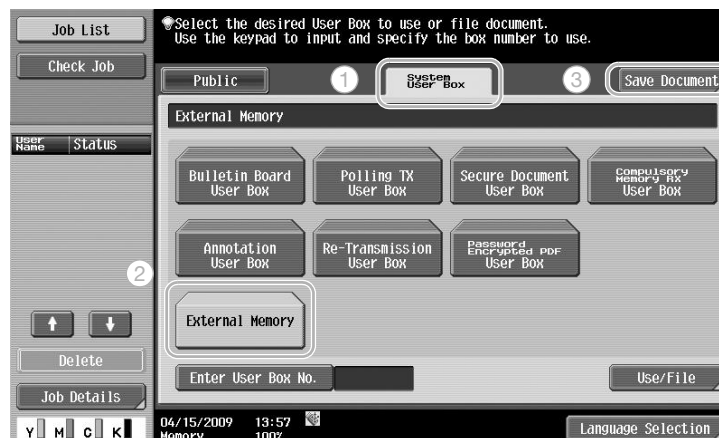 Job List
Check Job
User Name Status
2
Delete
Job Details
Y M C K
Select the desired User Box to use or file document.
Use the keypad to input and specify the box number to use.
Public
1
System User Box
3
Save Document
External Memory
Bulletin Board User Box
Polling TX User Box
Secure Document User Box
Compulsory Memory RX User Box
Annotation User Box
Re-Transmission User Box
Password Encrypted PDF User Box
External Memory
Enter User Box No.
Use/File
04/15/2009 13:57
Memory 100%
Language Selection